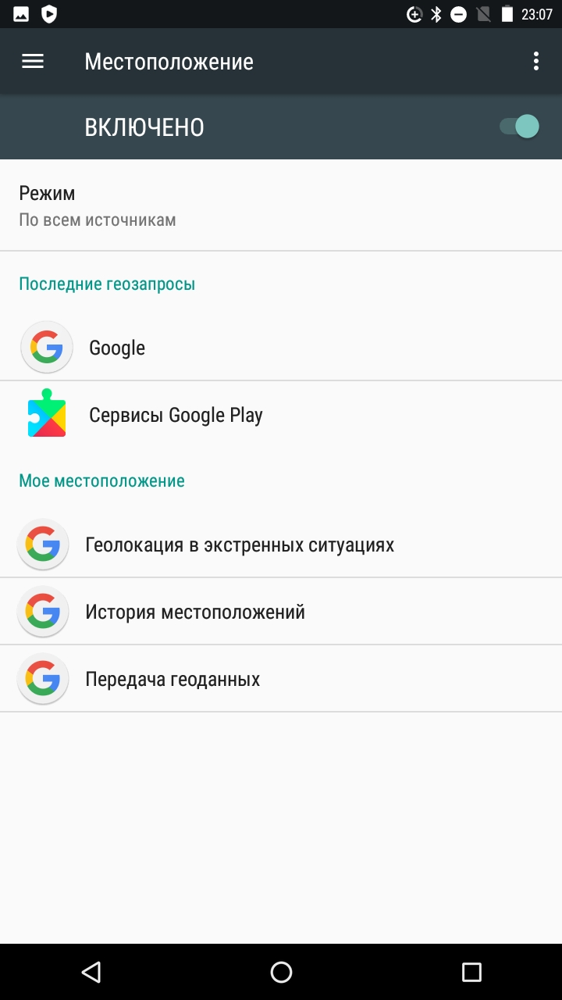 23:07
Местоположение
ВКЛЮЧЕНО
Режим
По всем источникам
Последние геозапросы
Google
Сервисы Google Play
Мое местоположение
Геолокация в экстренных ситуациях
История местоположений
Передача геоданных